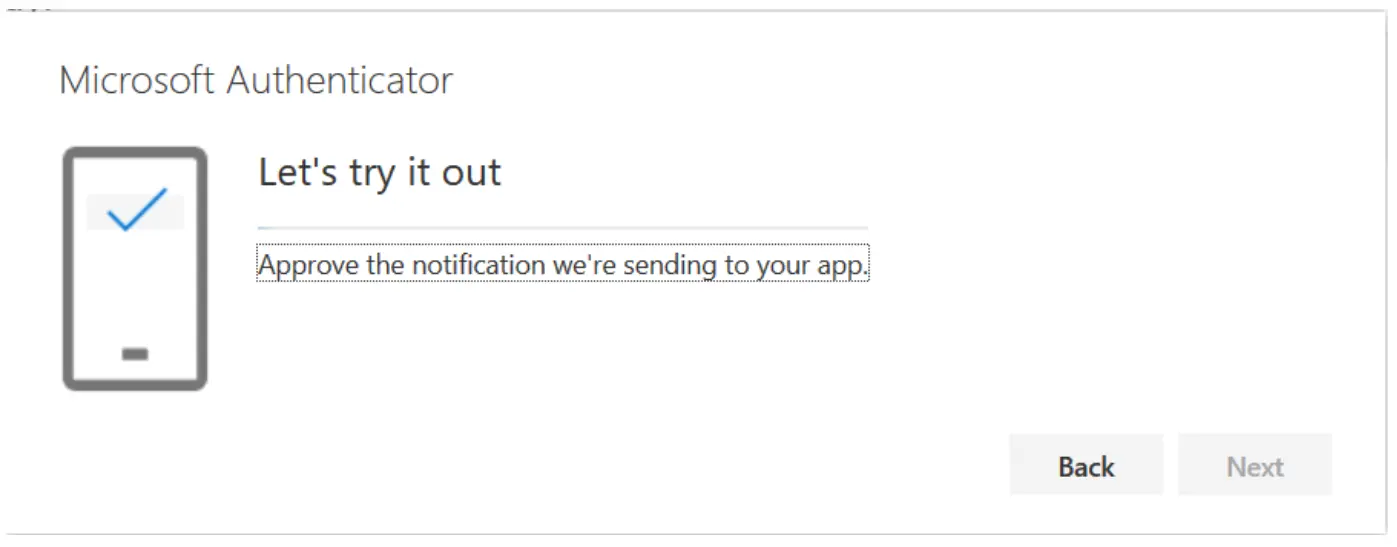 Microsoft Authenticator
Let's try it out
Approve the notification we're sending to your app.
Back
Next